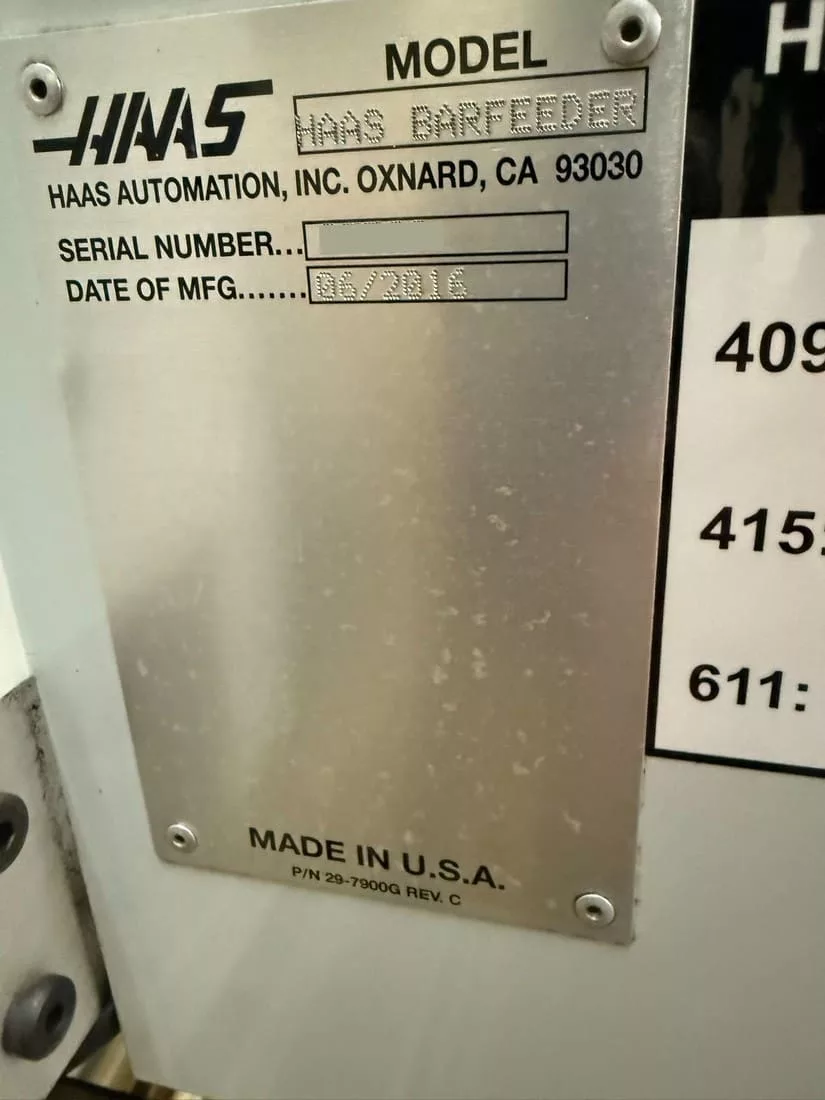 MODEL
HAAS
HAAS BARFEEDER
HAAS AUTOMATION, INC. OXNARD, CA 93030
SERIAL NUMBER...
DATE OF MFG.......06/2016
MADE IN U.S.A.
P/N 29-7900G REV. C
H
409
415:
611: